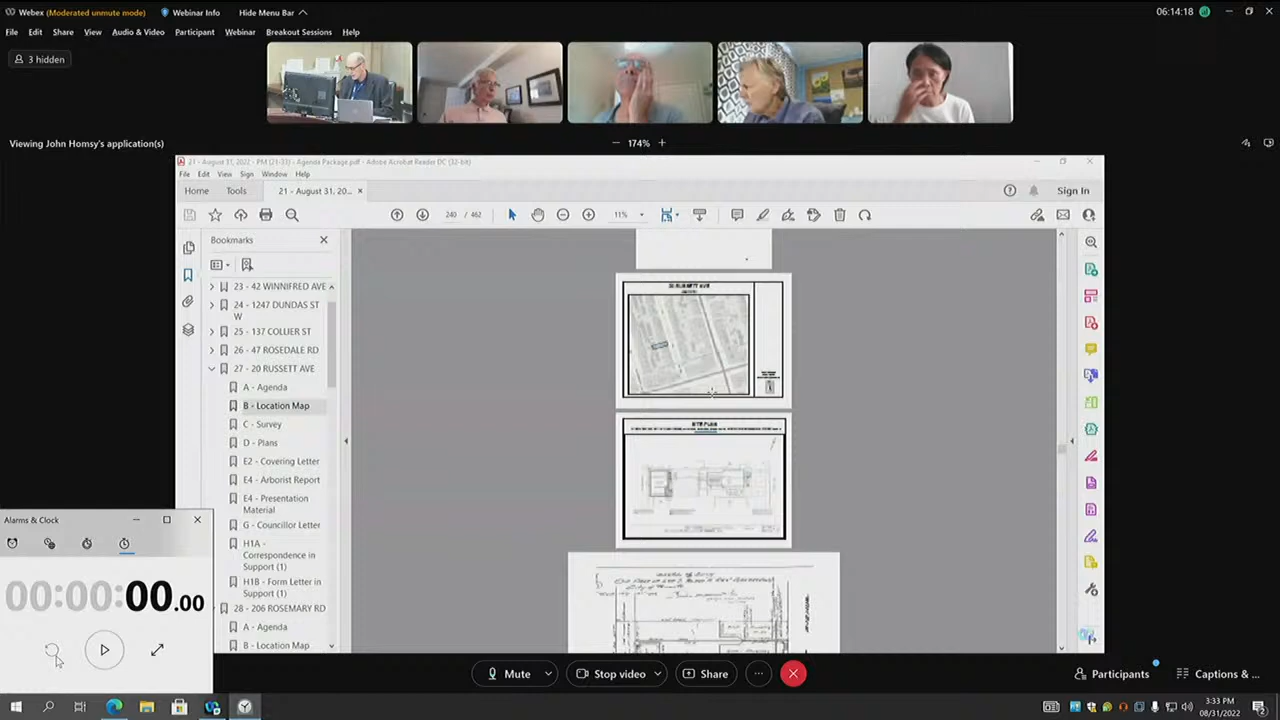 Webex (Moderated unmute mode) Webinar Info Hide Menu Bar 06:14:18
File Edit Share View Audio & Video Participant Webinar Breakout Sessions Help
3 hidden
Viewing John Homsy's application(s) 174%
21 - August 31, 2022 - PM (21-33) - Agenda Package.pdf - Adobe Acrobat Reader DC (32-bit)
File Edit View Sign Window Help
Home Tools 21 - August 31, 20... Sign In
240 / 462 11%
Bookmarks
23 - 42 WINNIFRED AVE
24 - 1247 DUNDAS ST
W
25 - 137 COLLIER ST
26 - 47 ROSEDALE RD
27 - 20 RUSSETT AVE
A - Agenda
B - Location Map
C - Survey
D - Plans
E2 - Covering Letter
E4 - Arborist Report
E4 - Presentation
Material
G - Councillor Letter
H1A -
Correspondence in
Support (1)
H1B - Form Letter in
Support (1)
28 - 206 ROSEMARY RD
A - Agenda
B - Location Map
20 RUSSETT AVE
SITE PLAN
Alarms & Clock
00:00:00.00
Mute Stop video Share Participants Captions & ...
3:33 PM
08/31/2022